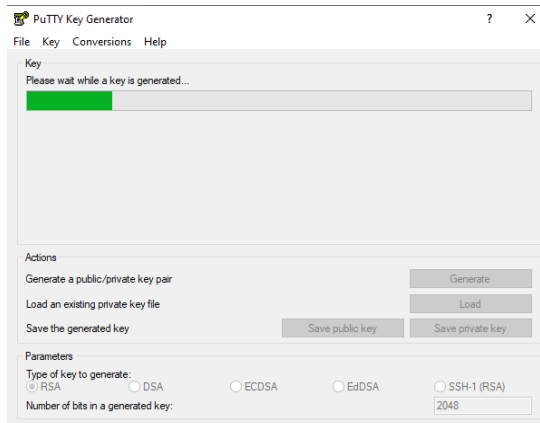 PuTTY Key Generator ? ×
File Key Conversions Help
Key
Please wait while a key is generated...
Actions
Generate a public/private key pair Generate
Load an existing private key file Load
Save the generated key Save public key Save private key
Parameters
Type of key to generate:
RSA DSA ECDSA EdDSA SSH-1 (RSA)
Number of bits in a generated key: 2048